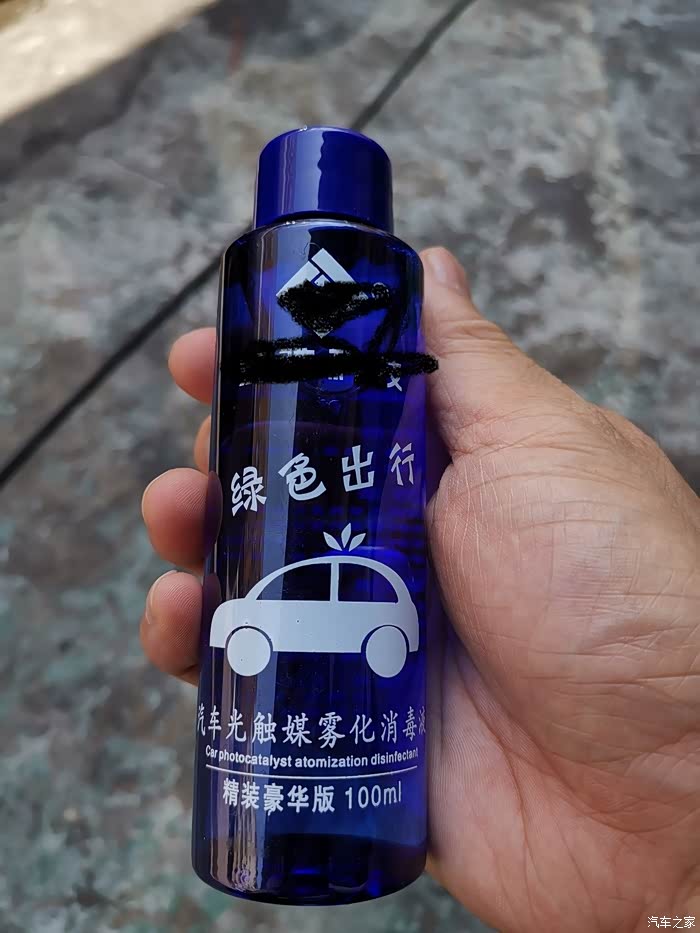 绿色出行
汽车光触媒雾化消毒液
Car photocatalyst atomization disinfectant
精装豪华版 100ml
汽车之家